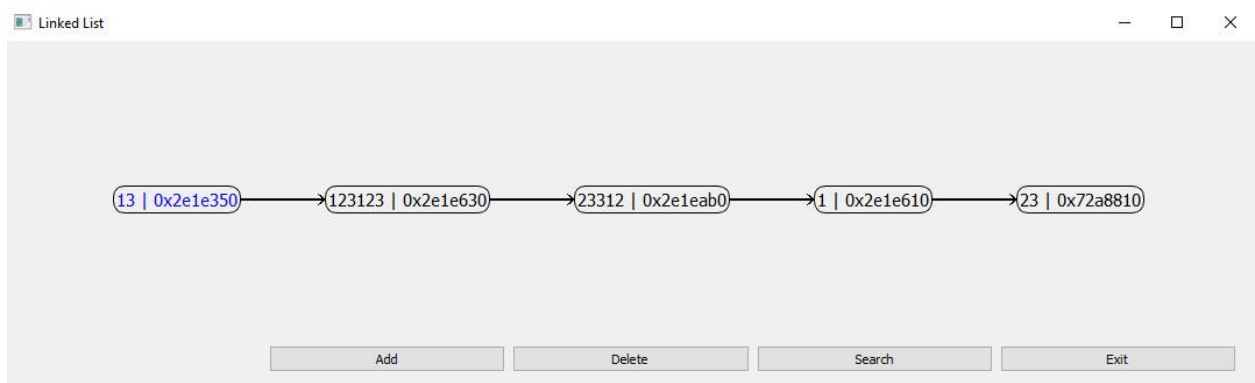 Linked List
13 | 0x2e1e350 123123 | 0x2e1e630 23312 | 0x2e1eab0 1 | 0x2e1e610 23 | 0x72a8810
Add Delete Search Exit